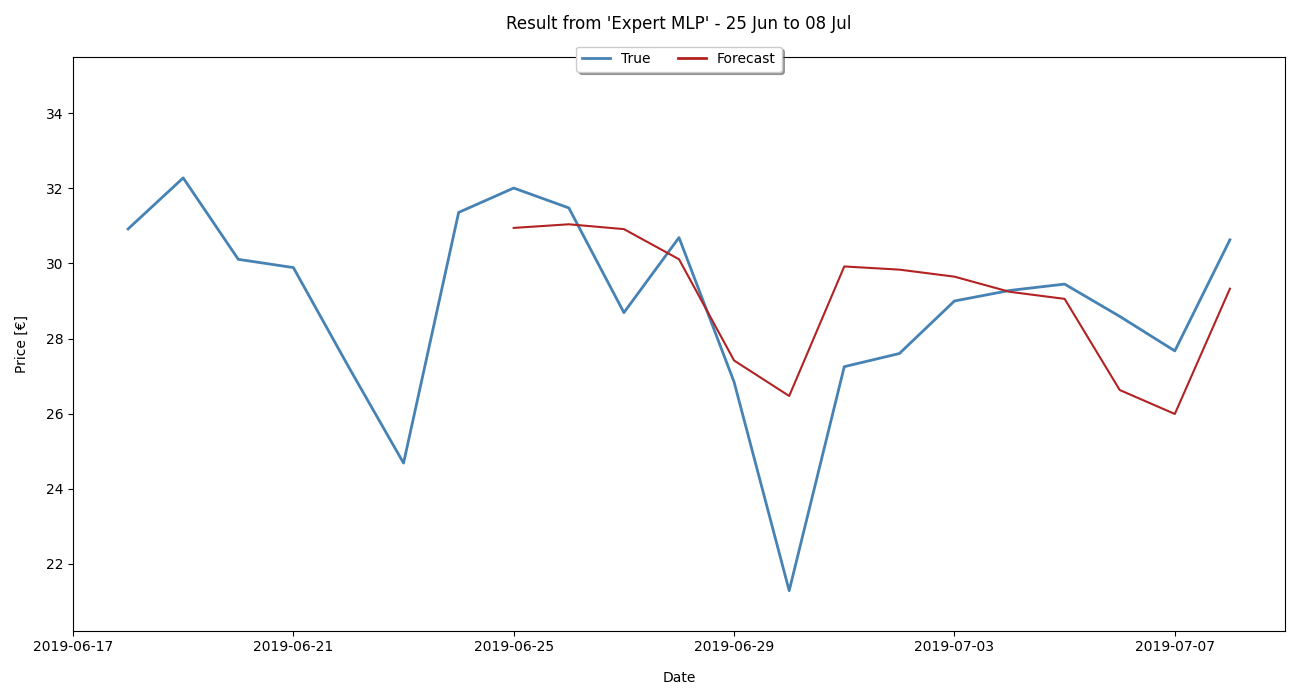 Result from 'Expert MLP' - 25 Jun to 08 Jul
True Forecast
34
32
30
28
26
24
22
Price [€]
2019-06-17 2019-06-21 2019-06-25 2019-06-29 2019-07-03 2019-07-07
Date